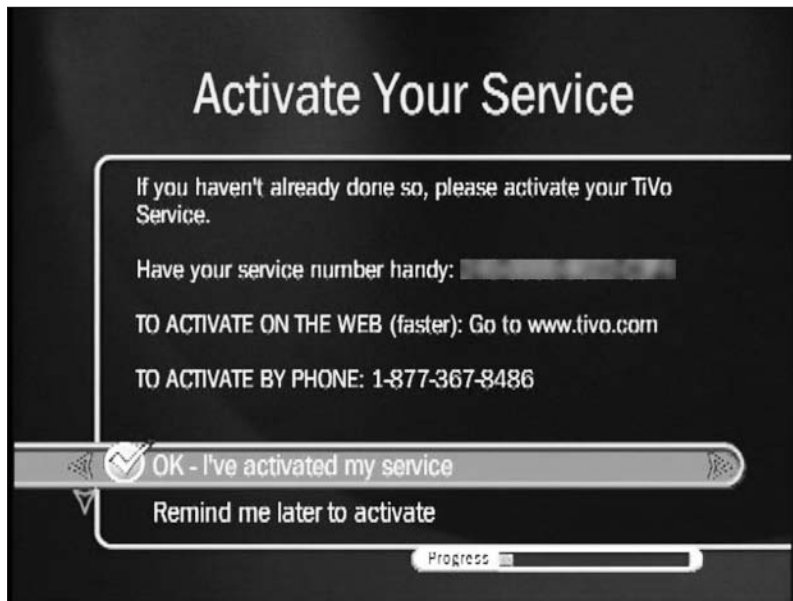 Activate Your Service
If you haven't already done so, please activate your TiVo
Service.
Have your service number handy:
TO ACTIVATE ON THE WEB (faster): Go to www.tivo.com
TO ACTIVATE BY PHONE: 1-877-367-8486
OK - I've activated my service
Remind me later to activate
Progress